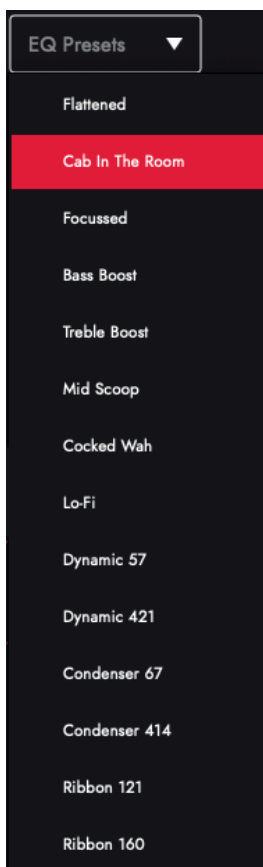 EQ Presets
Flattened
Cab In The Room
Focussed
Bass Boost
Treble Boost
Mid Scoop
Cocked Wah
Lo-Fi
Dynamic 57
Dynamic 421
Condenser 67
Condenser 414
Ribbon 121
Ribbon 160